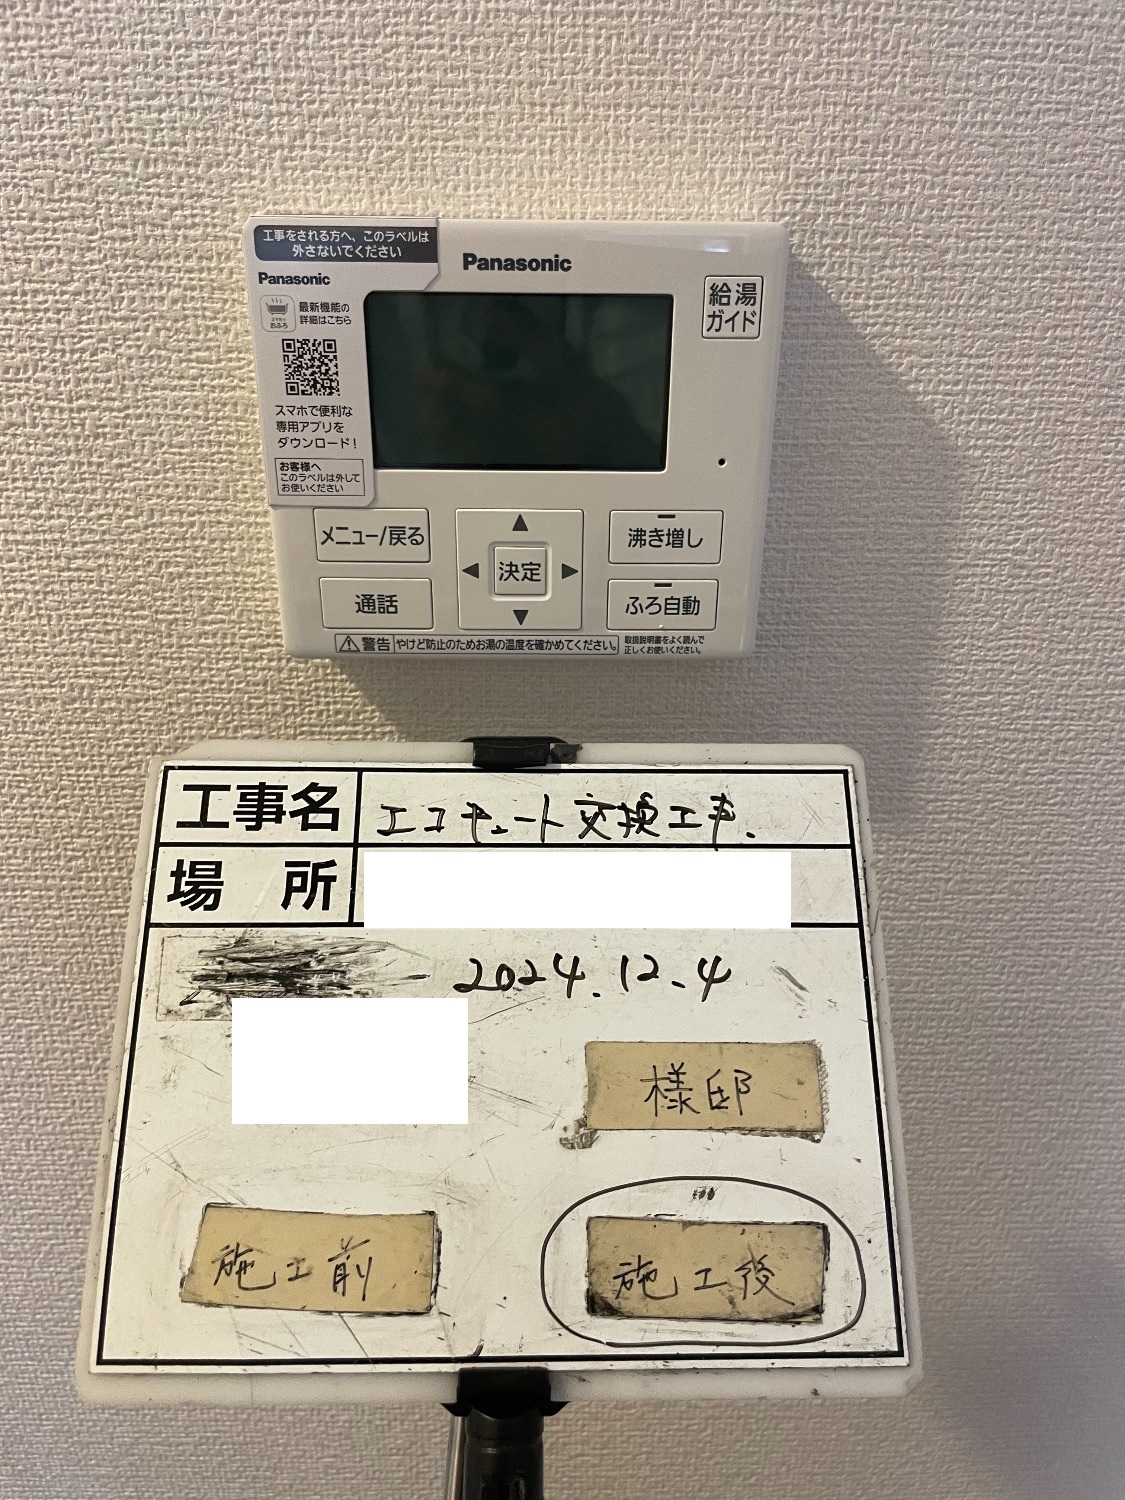 工事をされる方へ、このラベルは
外さないでください
Panasonic
Panasonic
給湯
ガイド
おふろ
最新機能の
詳細はこちら
スマホで便利な
専用アプリを
ダウンロード!
お客様へ
このラベルは外して
お使いください
メニュー/戻る
▲
沸き増し
◀ 決定 ▶
通話
▼
ふろ自動
警告 やけど防止のためお湯の温度を確かめてください。
取扱説明書をよく読んで
正しくお使いください。
工事名 エコキュート交換工事.
場 所
2024.12.4
様邸
施工前
施工後